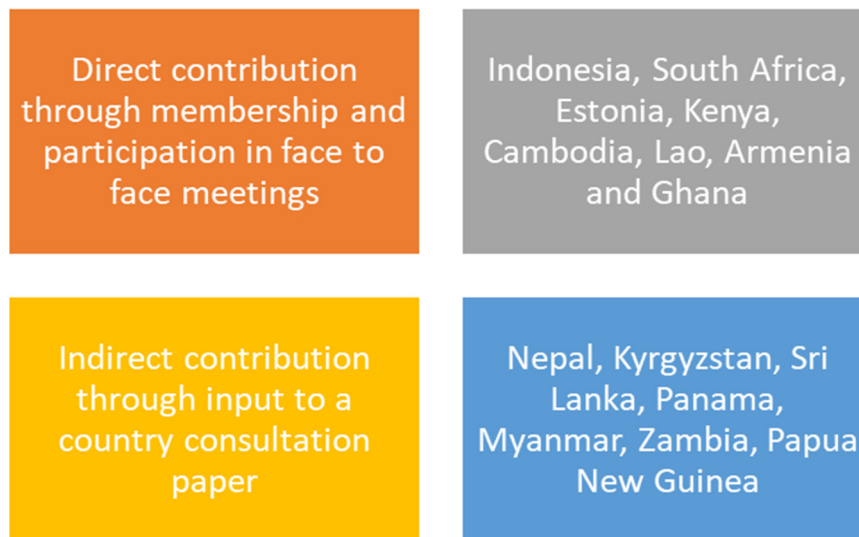 Direct contribution
through membership and
participation in face to
face meetings
Indonesia, South Africa,
Estonia, Kenya,
Cambodia, Lao, Armenia
and Ghana
Indirect contribution
through input to a
country consultation
paper
Nepal, Kyrgyzstan, Sri
Lanka, Panama,
Myanmar, Zambia, Papua
New Guinea